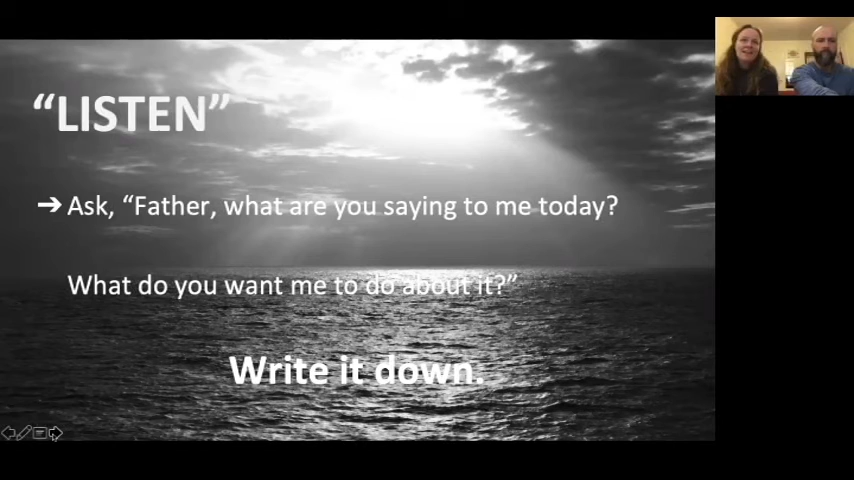 “LISTEN”
➔ Ask, “Father, what are you saying to me today?
What do you want me to do about it?”
Write it down.